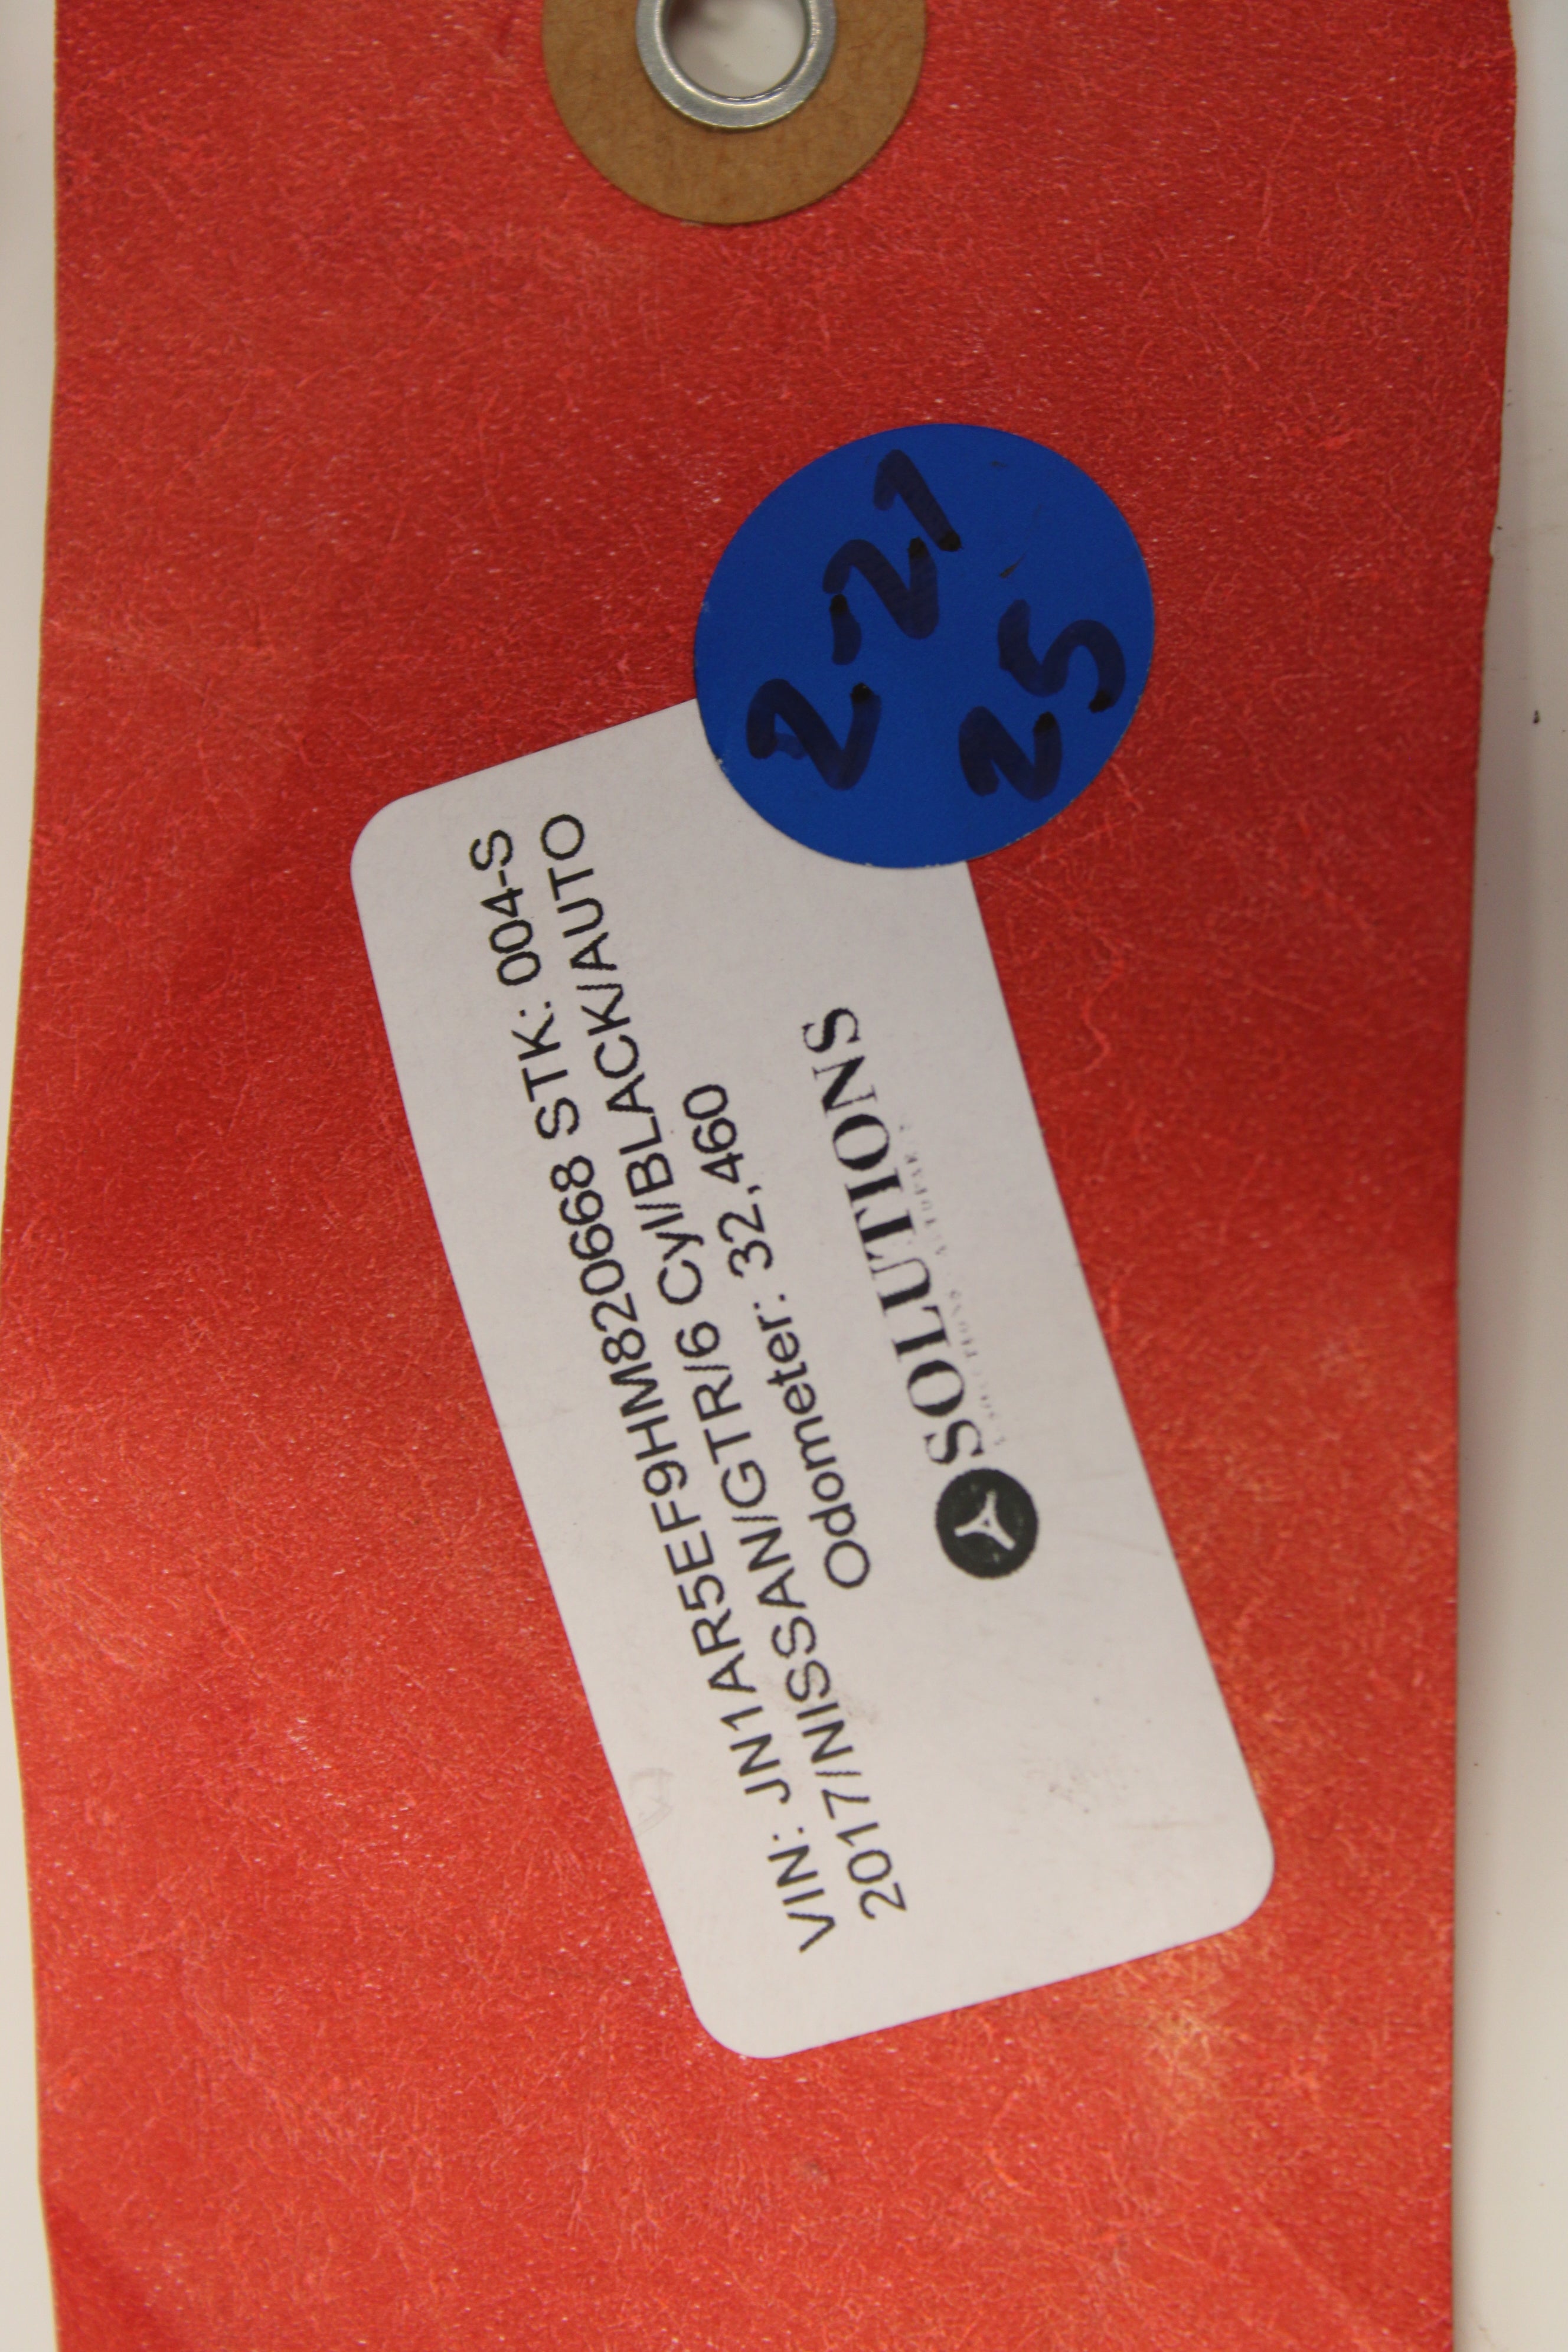 2-21
25
VIN: JN1AR5EF9HM820668 STK: 004-S
2017/NISSAN/GTR/6 Cyl/BLACK/AUTO
Odometer: 32,460
SOLUTIONS